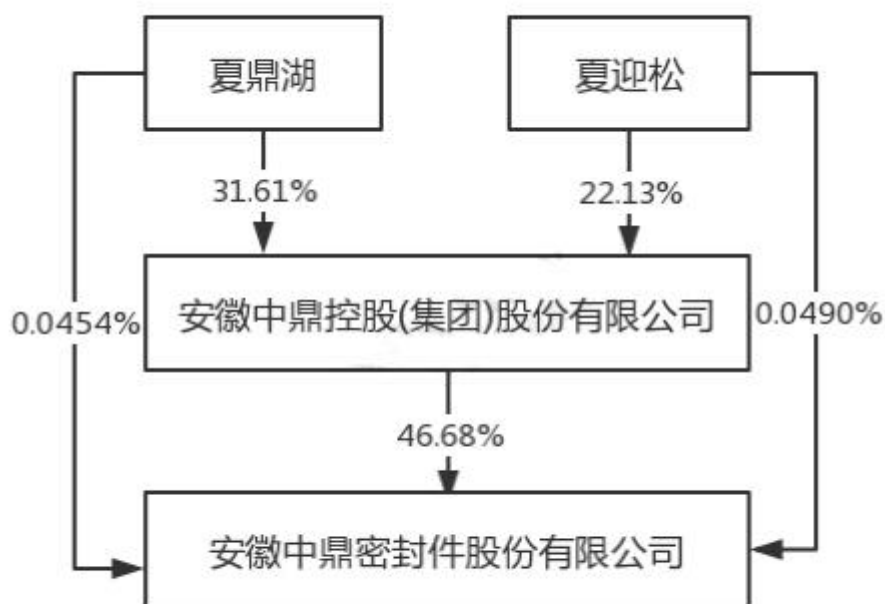 夏鼎湖
夏迎松
31.61%
22.13%
安徽中鼎控股(集团)股份有限公司
0.0454%
0.0490%
46.68%
安徽中鼎密封件股份有限公司